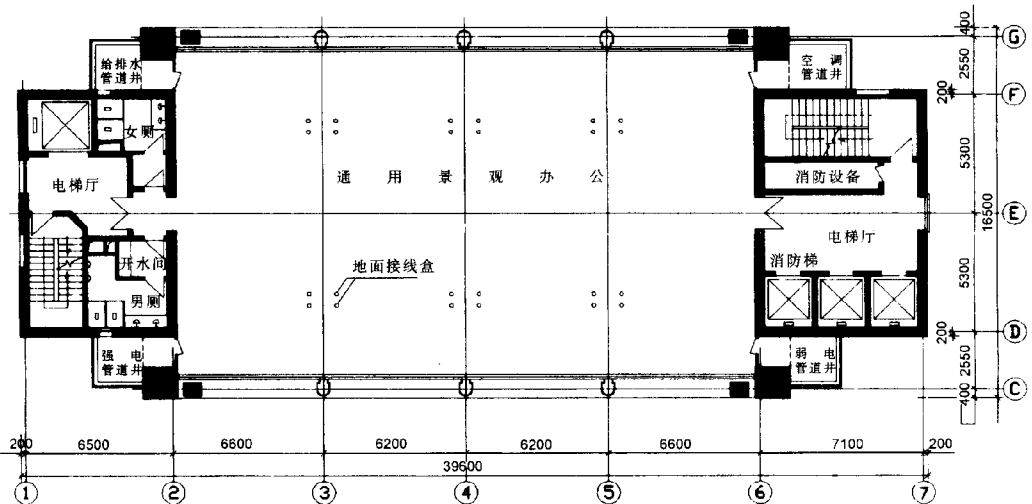 400
G
给排水
管道井
空 调
管道井
2550
200
F
女厕
5300
电梯厅
通 用 景 观 办 公
消防设备
16500
E
电梯厅
开水间
地面接线盒
消防梯
5300
男厕
200
D
强 电
管道井
弱 电
管道井
2550
400
C
200 6500 6600 6200 6200 6600 7100 200
39600
1 2 3 4 5 6 7